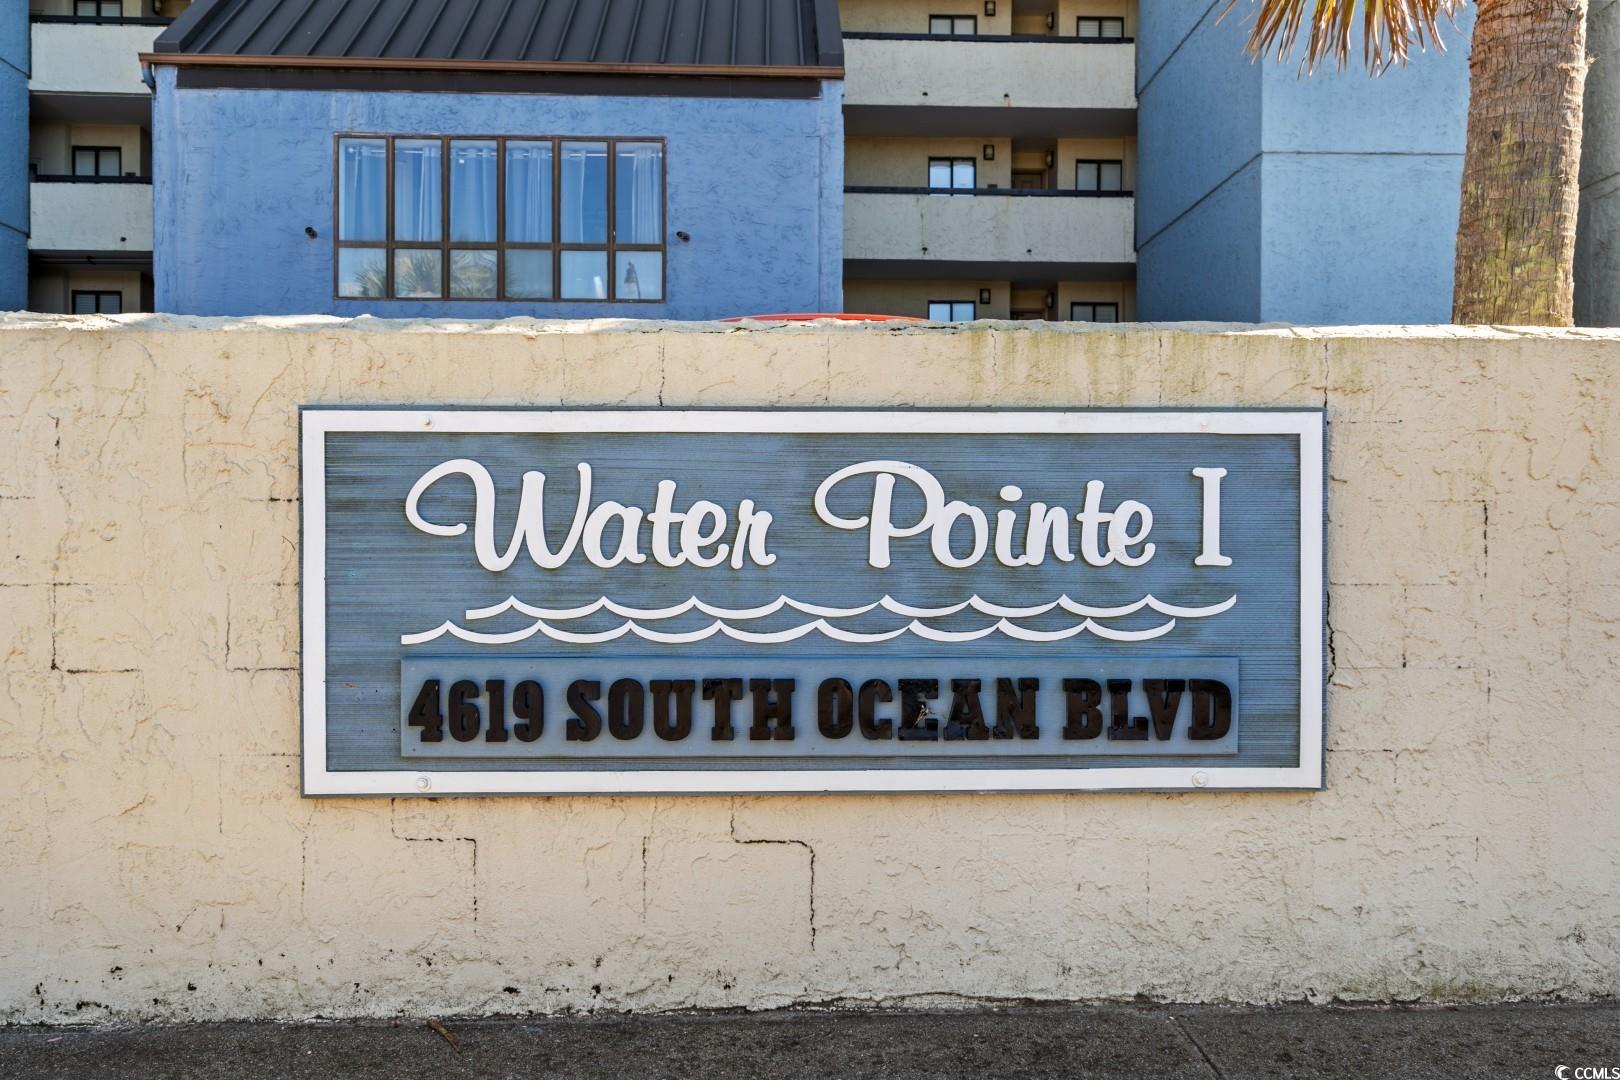 Water Pointe I
4619 SOUTH OCEAN BLVD
CCMLS